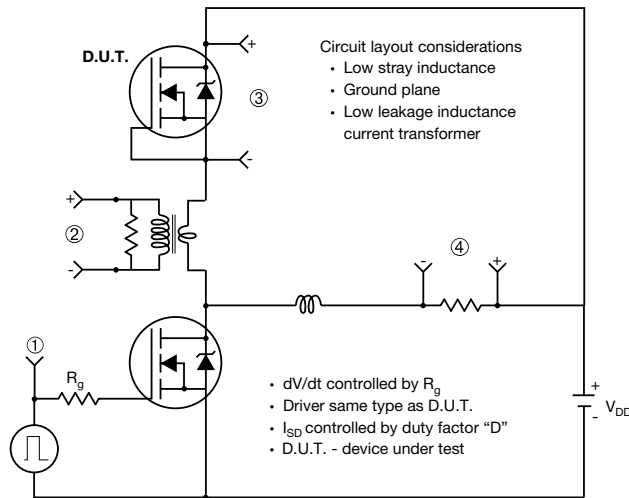 D.U.T.
+
③
-
Circuit layout considerations
• Low stray inductance
• Ground plane
• Low leakage inductance
current transformer
+
②
-
-
④
+
①
Rg
• dV/dt controlled by Rg
• Driver same type as D.U.T.
• ISD controlled by duty factor “D”
• D.U.T. - device under test
+
-
VDD